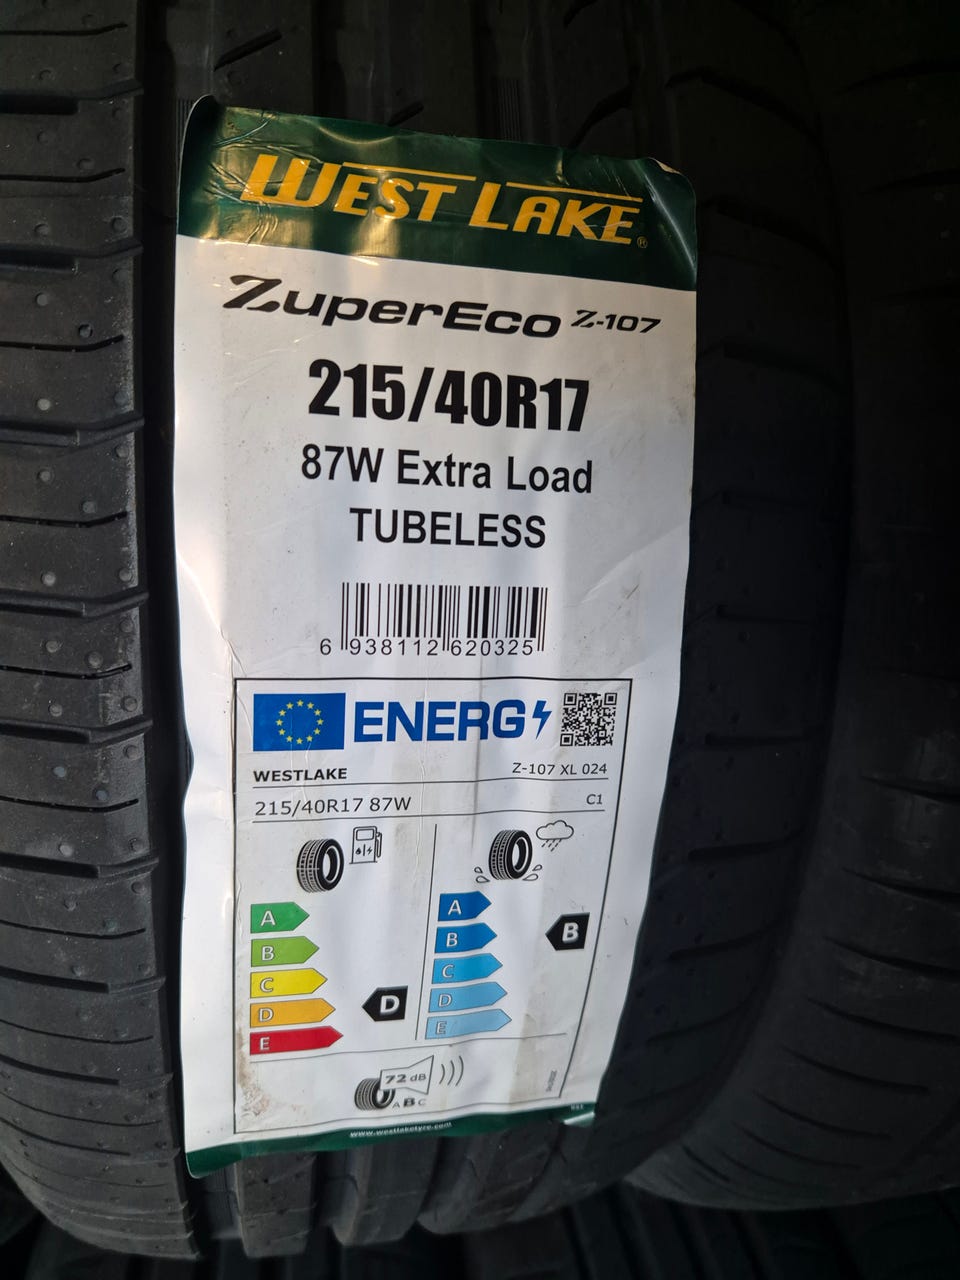 WEST LAKE®
ZuperEco Z-107
215/40R17
87W Extra Load
TUBELESS
6 938112 620325
ENERG
WESTLAKE Z-107 XL 024
215/40R17 87W C1
A
B
C
D
E
D
A
B
C
D
E
B
72 dB
ABC
www.westlaketyre.com